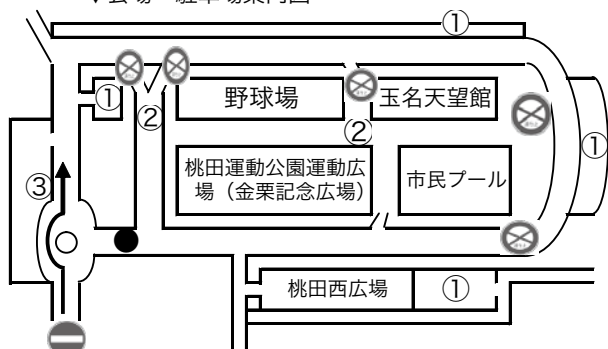 ▽会場・駐車場案内図
①
①
野球場
玉名天望館
②
②
①
桃田運動公園運動広
場（金栗記念広場）
市民プール
③
桃田西広場
①